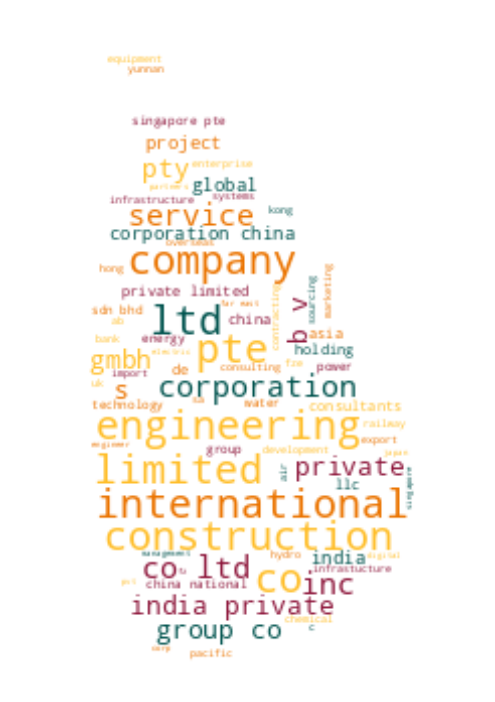 equipment
yunnan
singapore pte
project
pty enterprise
partners global
infrastructure systems
service kong
corporation china
overseas
hong company
private limited
sourcing
marketing
contracting
far east
sdn bhd
ltd china
b v
ab
asia
bank energy
pte
holding
gmbh electric
import de consulting fze power
uk s corporation
technology sa water consultants
engineering railway
engineer group development export
japan
limited air private
llc
singapore
international
construction
management hydro india digital
co ltd infrastucture
china national co inc
india private
chemical
group co c
corp pacific